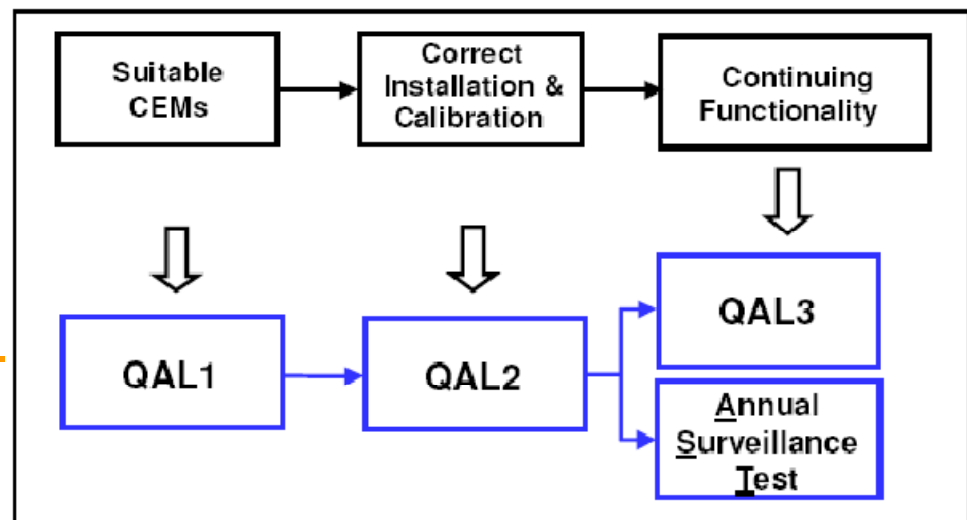 Suitable
CEMs
Correct
Installation &
Calibration
Continuing
Functionality
QAL1
QAL2
QAL3
Annual
Surveillance
Test